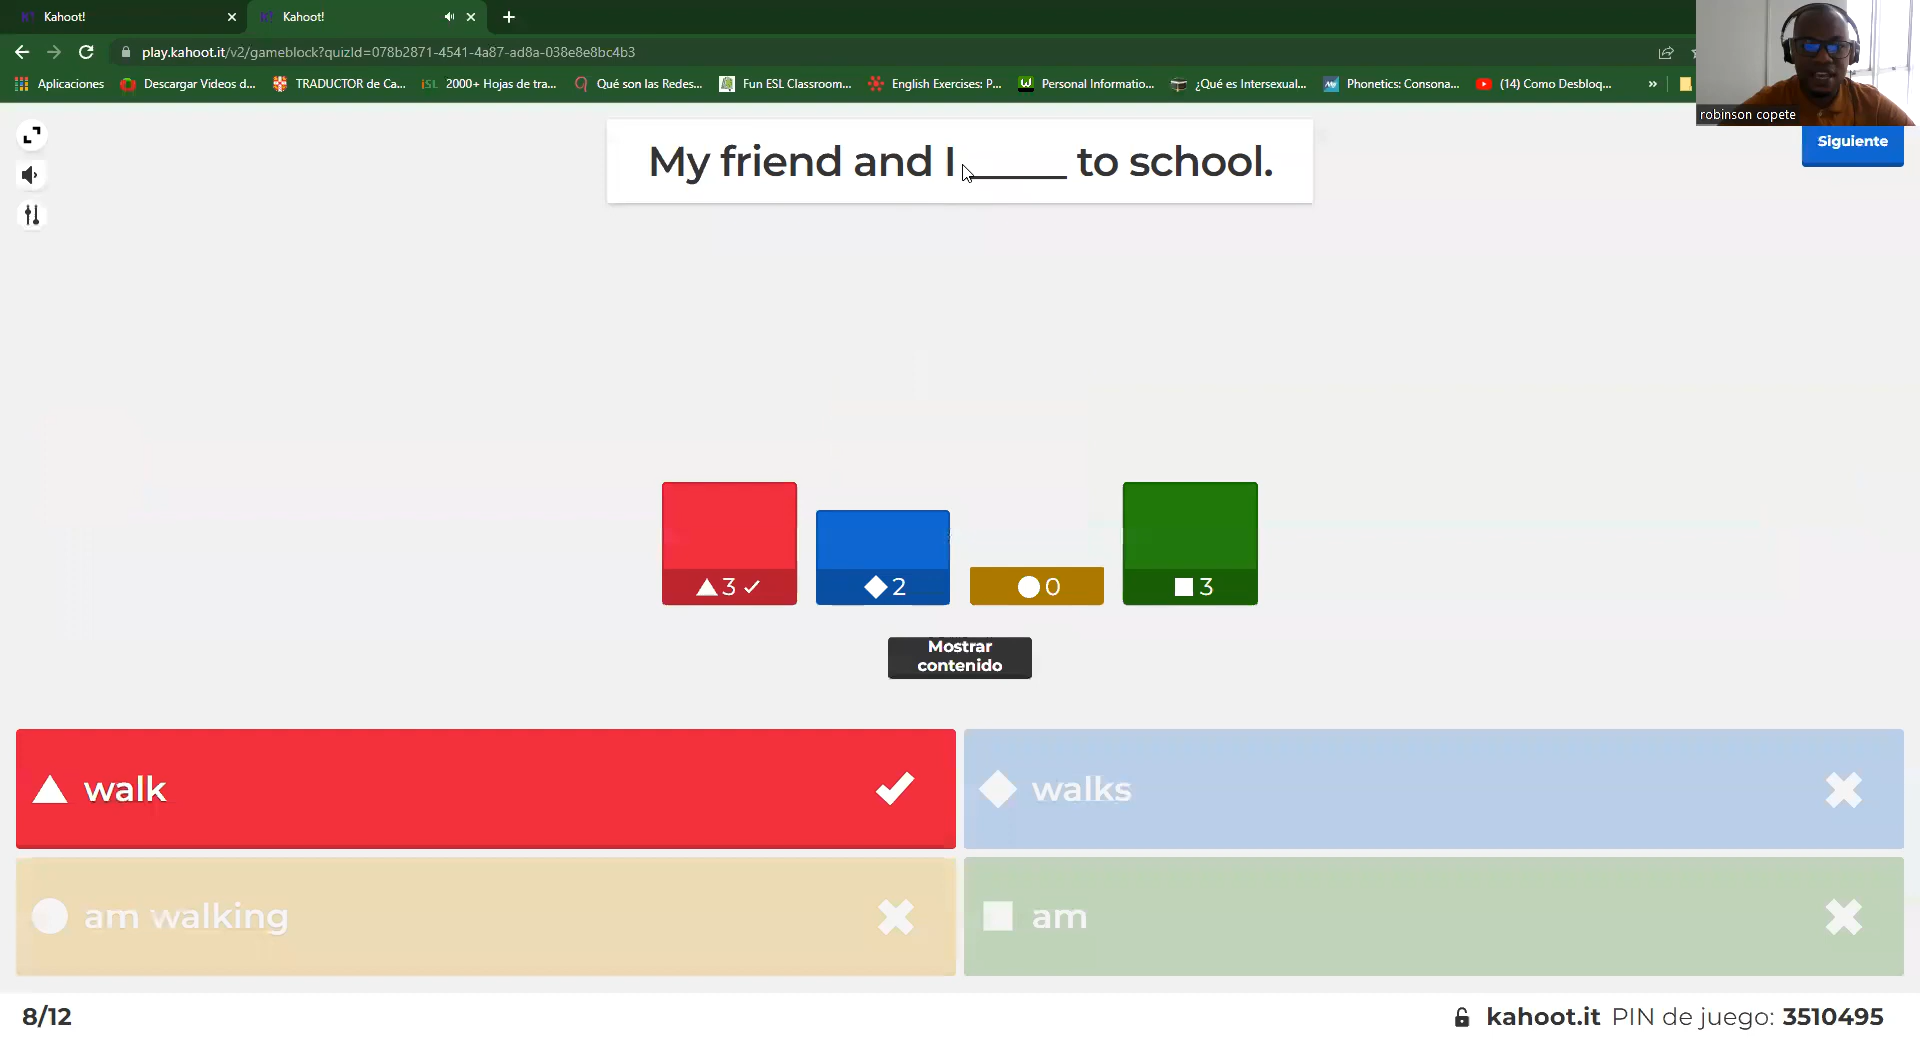 Kahoot!
Kahoot!
play.kahoot.it/v2/gameblock?quizId=078b2871-4541-4a87-ad8a-038e8e8bc4b3
Aplicaciones
Descargar Videos d...
TRADUCTOR de Ca...
iSL 2000+ Hojas de tra...
Qué son las Redes...
Fun ESL Classroom...
English Exercises: P...
Personal Informatio...
¿Qué es Intersexual...
Phonetics: Consona...
(14) Como Desbloq...
»
robinson copete
Siguiente
My friend and I _____ to school.
3
2
0
3
Mostrar
contenido
walk
walks
am walking
am
8/12
kahoot.it PIN de juego: 3510495